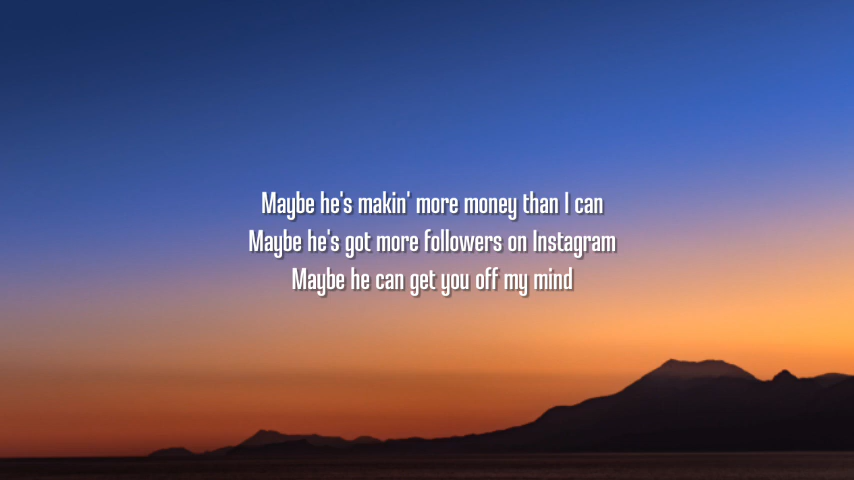 Maybe he's makin' more money than I can
Maybe he's got more followers on Instagram
Maybe he can get you off my mind